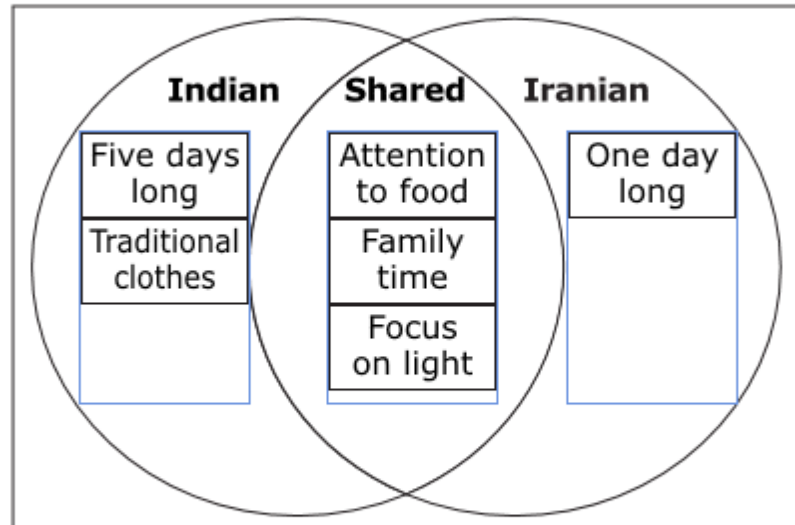 Indian
Five days
long
Traditional
clothes
Shared
Attention
to food
Family
time
Focus
on light
Iranian
One day
long